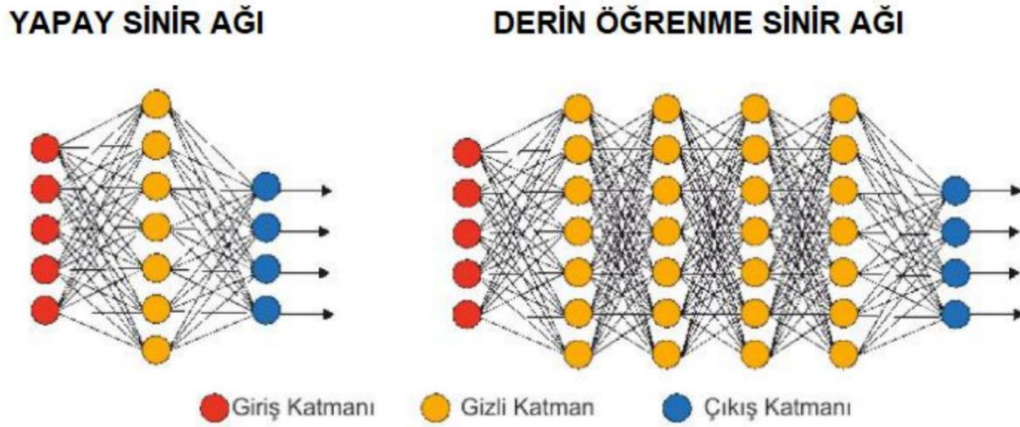 YAPAY SİNİR AĞI
DERİN ÖĞRENME SİNİR AĞI
Giriş Katmanı
Gizli Katman
Çıkış Katmanı